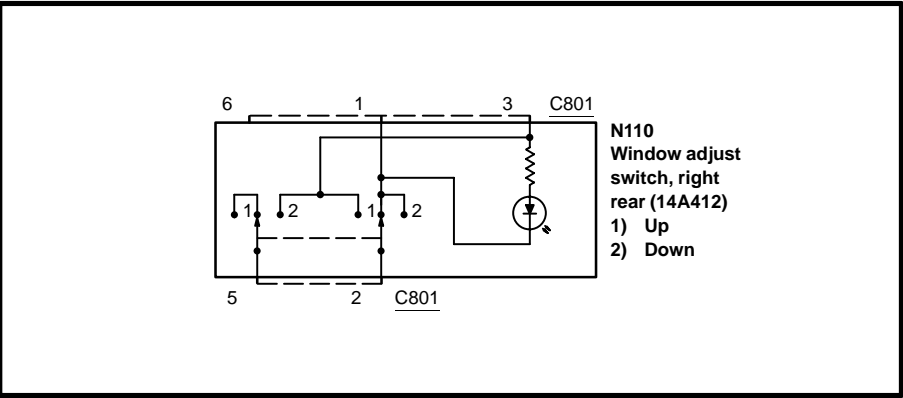 6 1 3 C801
N110
Window adjust
switch, right
rear (14A412)
1) Up
2) Down
1 2 1 2
5 2 C801